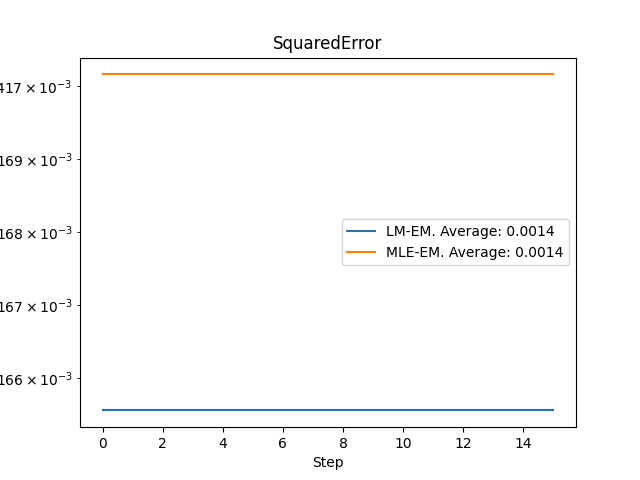 SquaredError
417 × 10⁻³
169 × 10⁻³
168 × 10⁻³
167 × 10⁻³
166 × 10⁻³
LM-EM. Average: 0.0014
MLE-EM. Average: 0.0014
0 2 4 6 8 10 12 14
Step